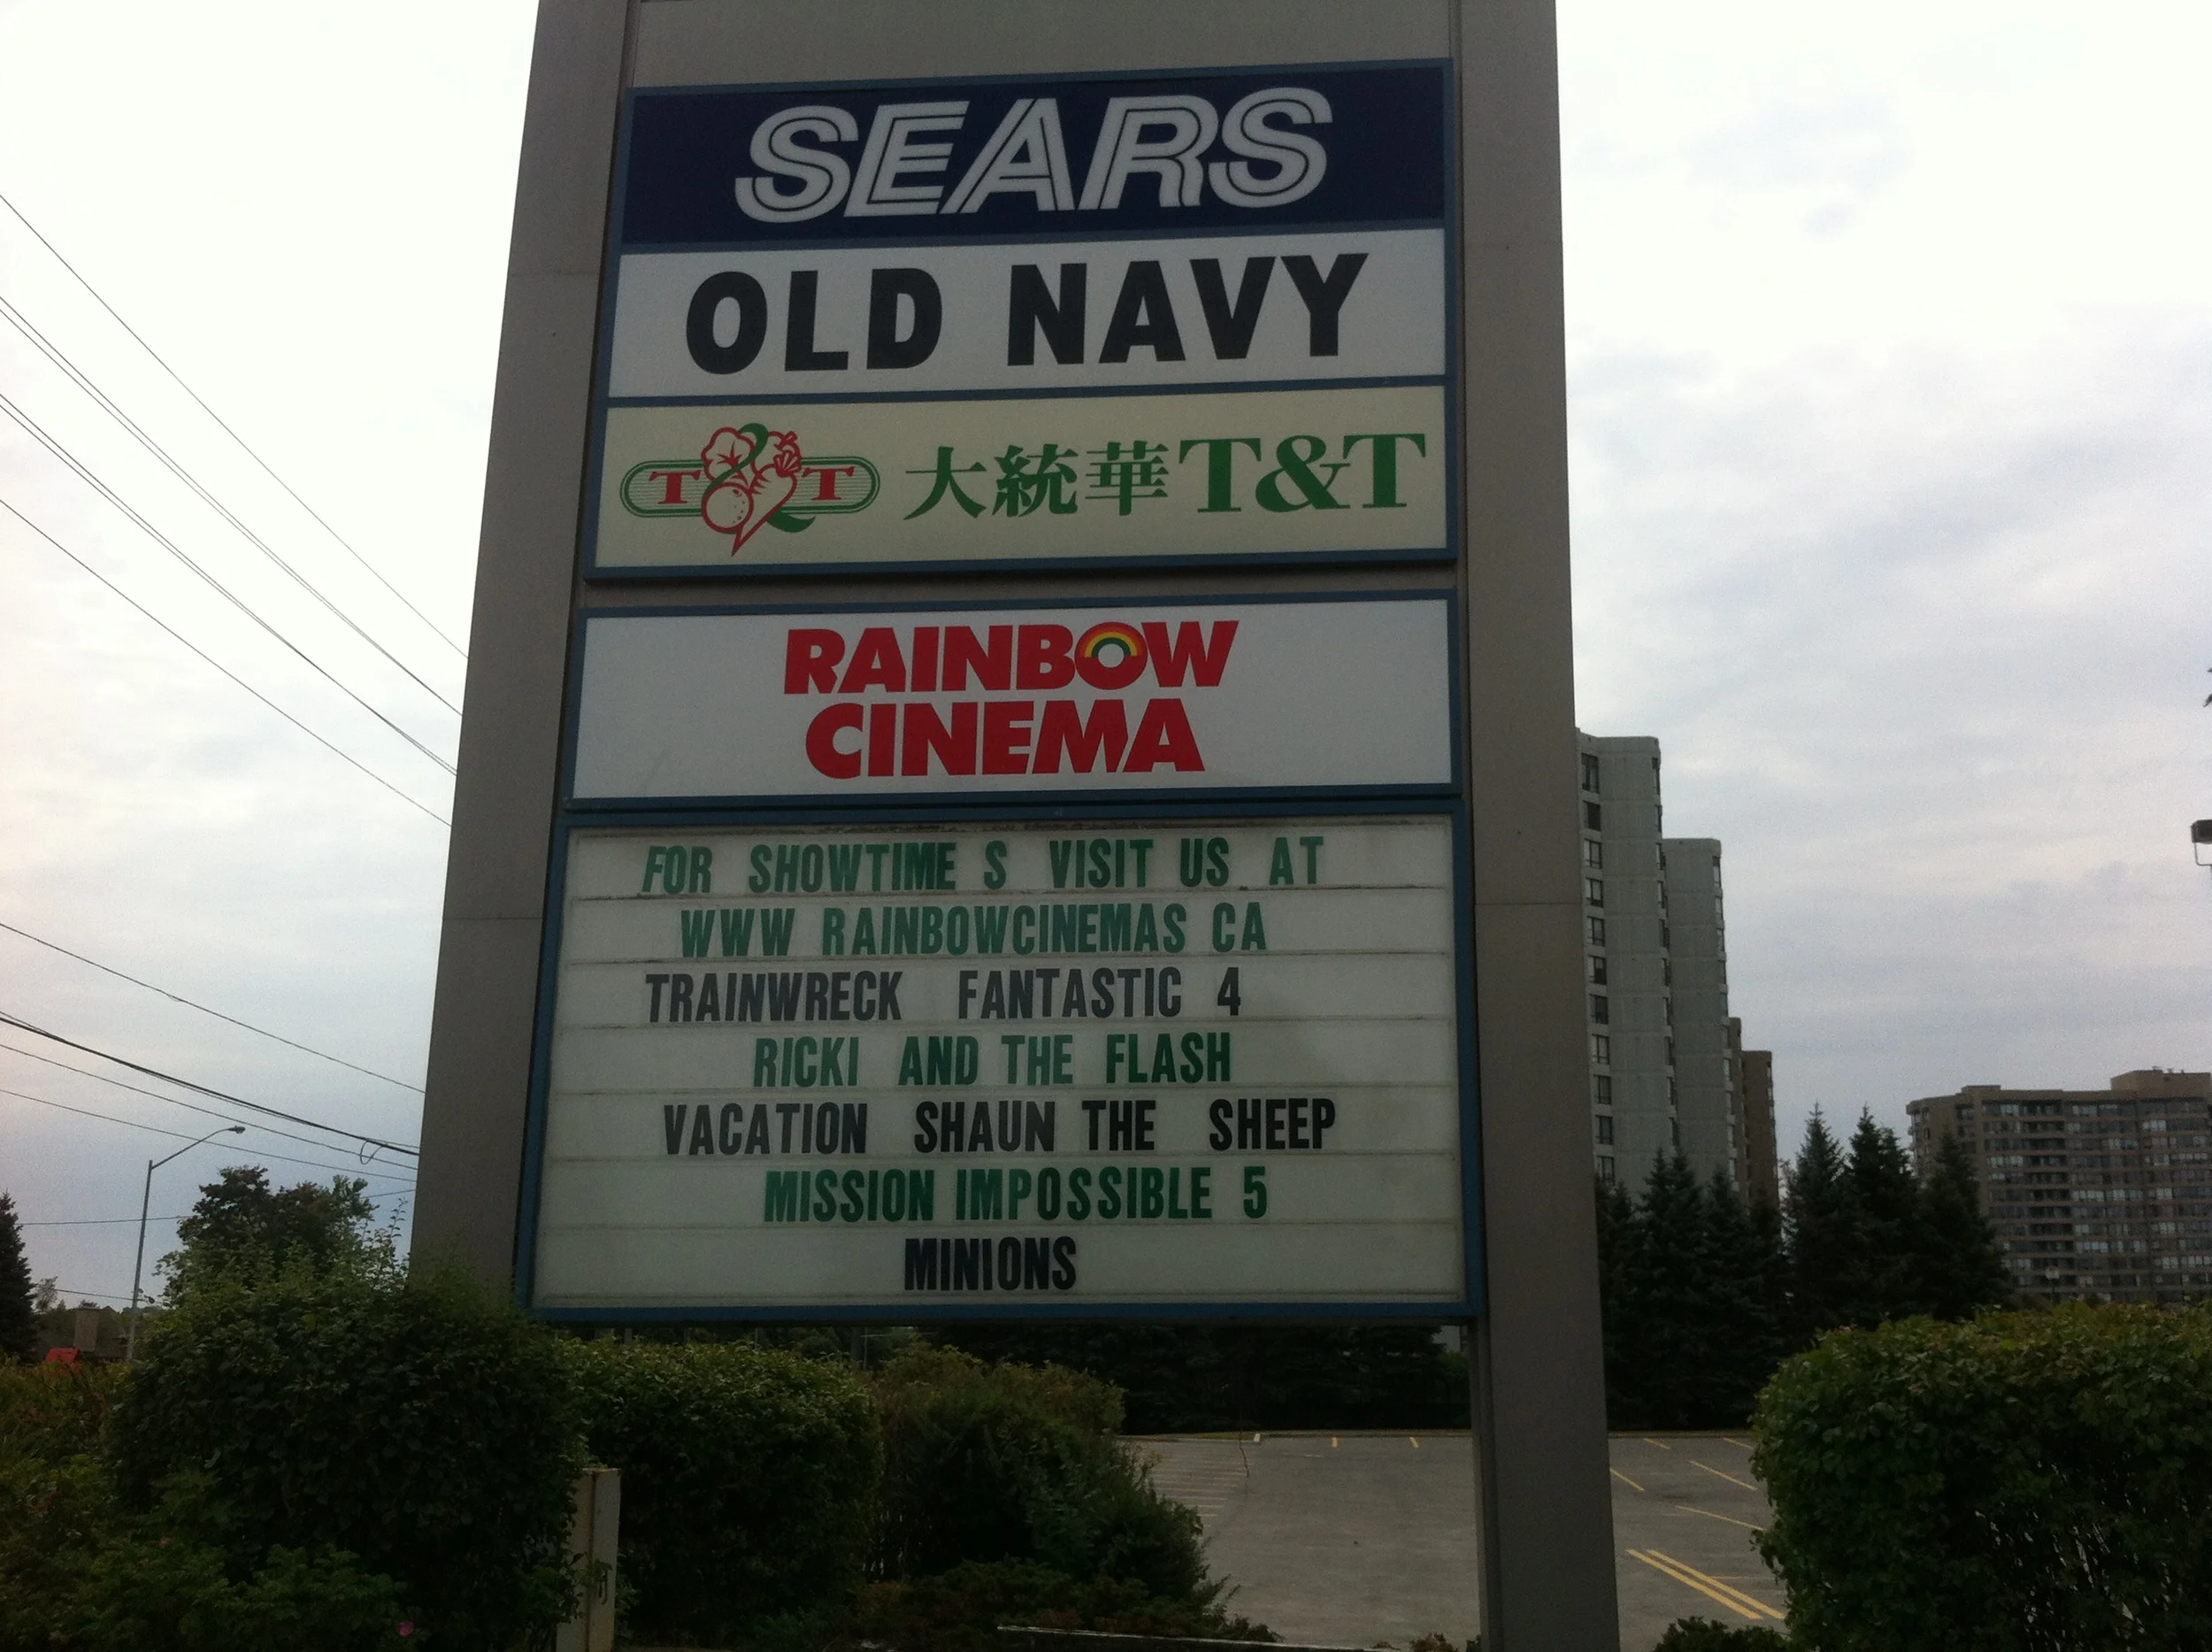 SEARS
OLD NAVY
T&T 大統華T&T
RAINBOW
CINEMA
FOR SHOWTIME S VISIT US AT
WWW RAINBOWCINEMAS CA
TRAINWRECK FANTASTIC 4
RICKI AND THE FLASH
VACATION SHAUN THE SHEEP
MISSION IMPOSSIBLE 5
MINIONS